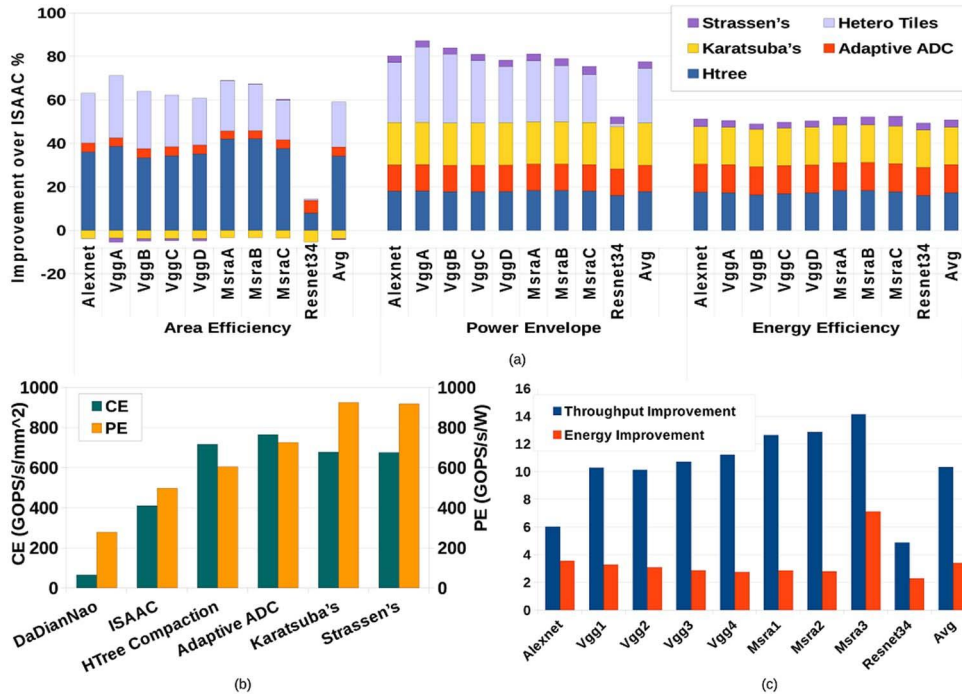 Improvement over ISAAC %
100
80
60
40
20
0
-20
Strassen's
Hetero Tiles
Karatsuba's
Adaptive ADC
Htree
Alexnet
VggA
VggB
VggC
VggD
MsraA
MsraB
MsraC
Resnet34
Avg
Alexnet
VggA
VggB
VggC
VggD
MsraA
MsraB
MsraC
Resnet34
Avg
Alexnet
VggA
VggB
VggC
VggD
MsraA
MsraB
MsraC
Resnet34
Avg
Area Efficiency
Power Envelope
Energy Efficiency
(a)
CE (GOPS/s/mm^2)
1000
800
600
400
200
0
CE
PE
1000
800
600
400
200
0
PE (GOPS/s/W)
DaDianNao
ISAAC
HTree Compaction
Adaptive ADC
Karatsuba's
Strassen's
(b)
16
14
12
10
8
6
4
2
0
Throughput Improvement
Energy Improvement
Alexnet
Vgg1
Vgg2
Vgg3
Vgg4
Msra1
Msra2
Msra3
Resnet34
Avg
(c)